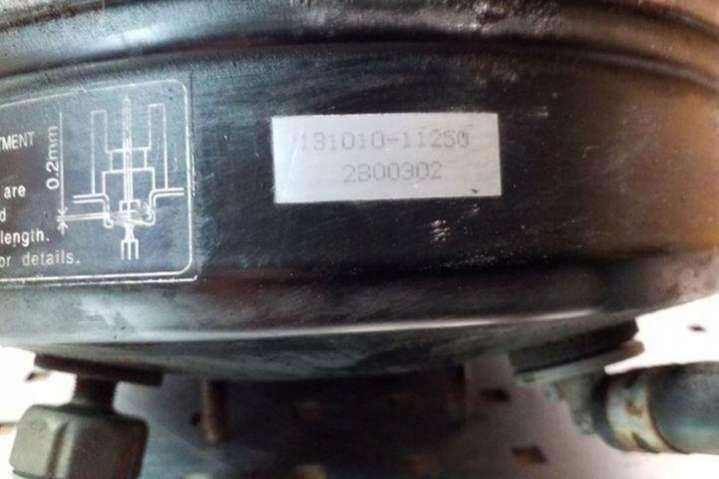 TMENT
0.2mm
are
d
length.
or details.
131010-11250
2B00302